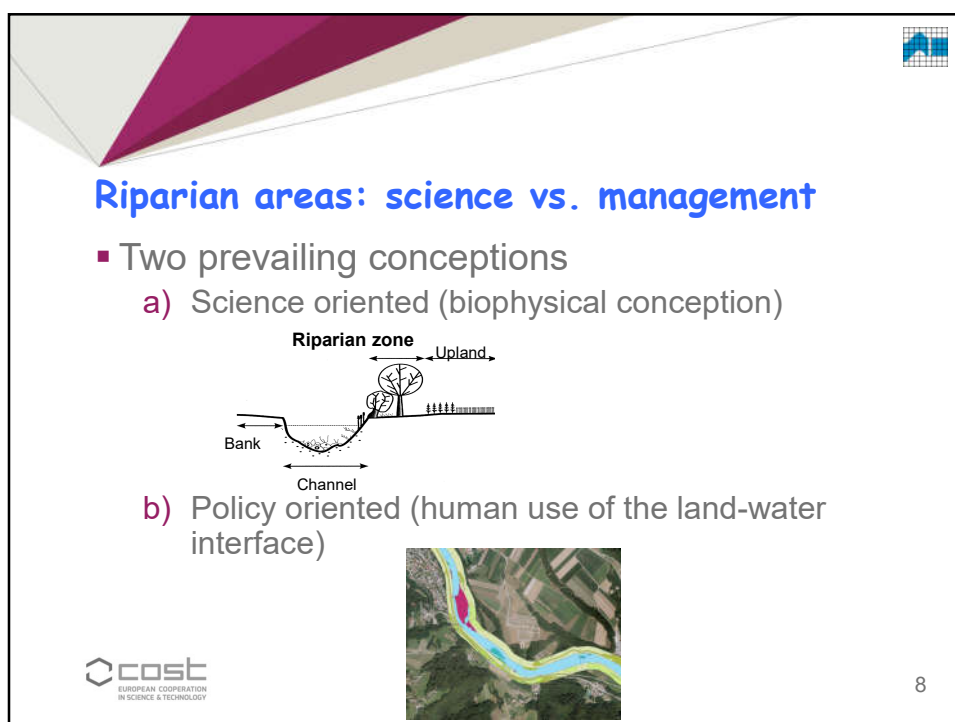 Riparian areas: science vs. management
▪ Two prevailing conceptions
a) Science oriented (biophysical conception)
Riparian zone
Upland
Bank
Channel
b) Policy oriented (human use of the land-water
interface)
cost
EUROPEAN COOPERATION
IN SCIENCE & TECHNOLOGY
8